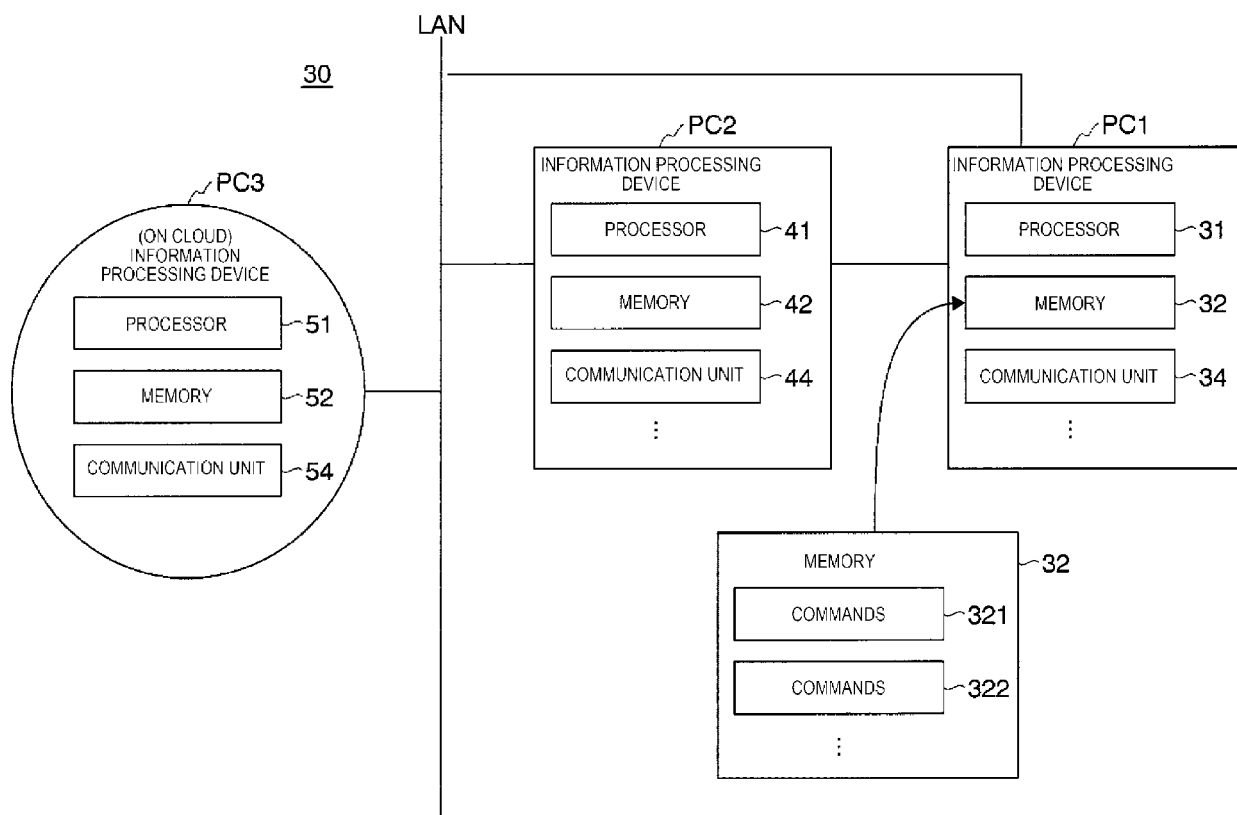 LAN
30
PC3
(ON CLOUD)
INFORMATION
PROCESSING DEVICE
PROCESSOR
51
MEMORY
52
COMMUNICATION UNIT
54
PC2
INFORMATION PROCESSING
DEVICE
PROCESSOR
41
MEMORY
42
COMMUNICATION UNIT
44
⋮
PC1
INFORMATION PROCESSING
DEVICE
PROCESSOR
31
MEMORY
32
COMMUNICATION UNIT
34
⋮
MEMORY
32
COMMANDS
321
COMMANDS
322
⋮